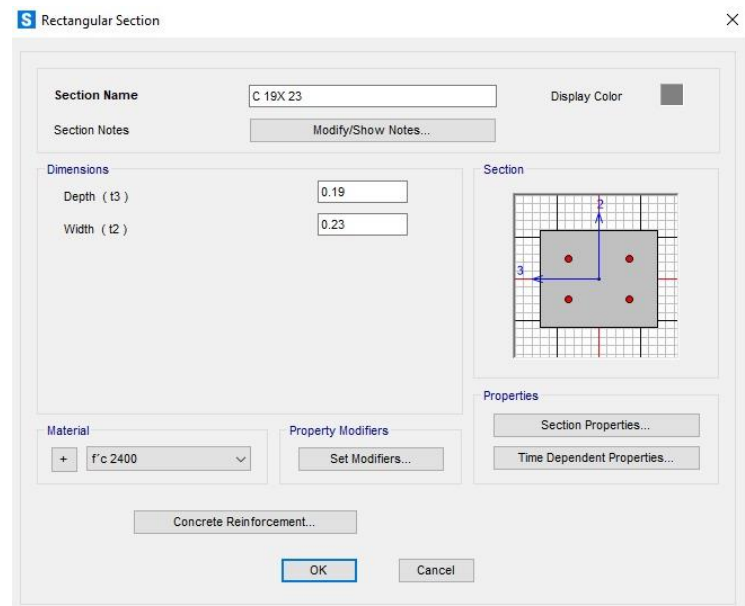 S Rectangular Section
Section Name
C 19X 23
Display Color
Section Notes
Modify/Show Notes...
Dimensions
Depth ( t3 )
0.19
Width ( t2 )
0.23
Section
2
3
Properties
Section Properties...
Time Dependent Properties...
Material
+
f´c 2400
Property Modifiers
Set Modifiers...
Concrete Reinforcement...
OK
Cancel